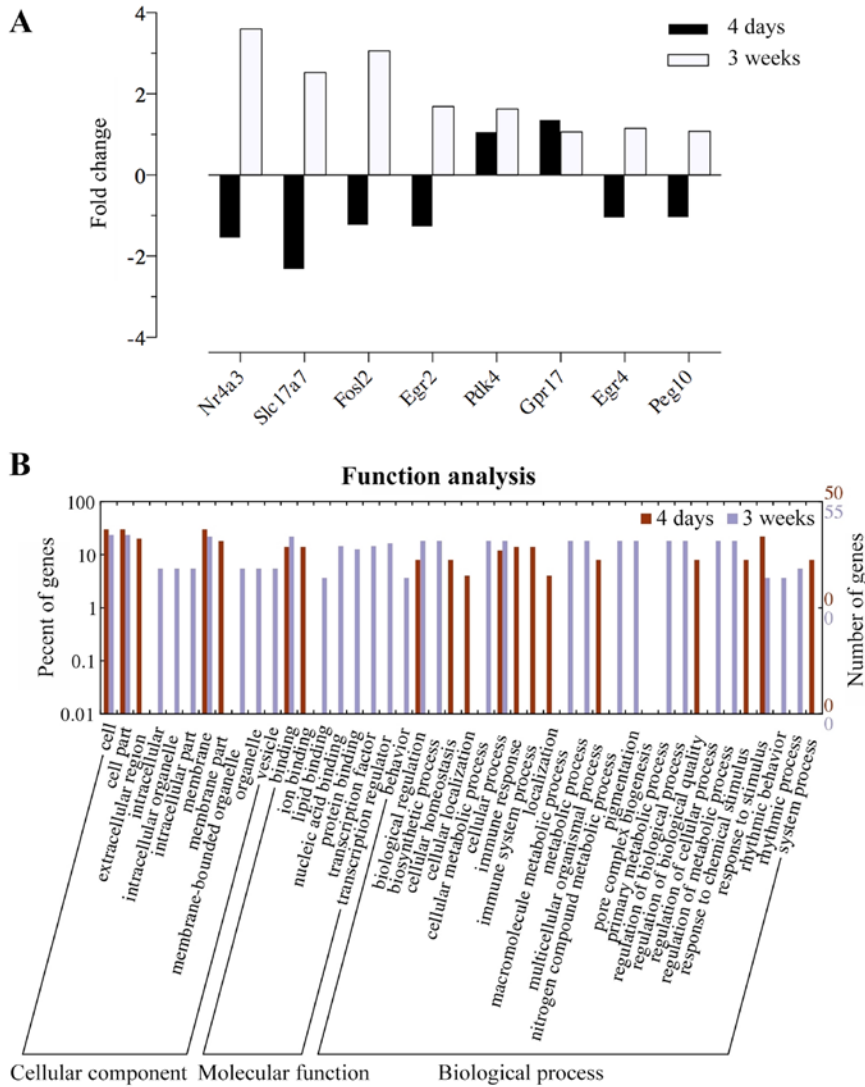 A
4 days
3 weeks
Fold change
4
2
0
-2
-4
Nr4a3
Slc17a7
Fosl2
Egr2
Pdk4
Gpr17
Egr4
Peg10
B
Function analysis
4 days
3 weeks
Pecent of genes
100
10
1
0.1
0.01
50
55
0
0
0
0
Number of genes
cell
cell part
extracellular region
intracellular
intracellular organelle
intracellular part
membrane
membrane part
membrane-bounded organelle
organelle
vesicle
binding
ion binding
lipid binding
nucleic acid binding
protein binding
transcription factor
transcription regulator
behavior
biological regulation
biosynthetic process
cellular homeostasis
cellular localization
cellular metabolic process
cellular process
immune response
immune system process
localization
macromolecule metabolic process
metabolic process
multicellular organismal process
nitrogen compound metabolic process
pigmentation
pore complex biogenesis
primary metabolic process
regulation of biological process
regulation of biological quality
regulation of cellular process
regulation of metabolic process
response to chemical stimulus
response to stimulus
rhythmic behavior
rhythmic process
system process
Cellular component
Molecular function
Biological process